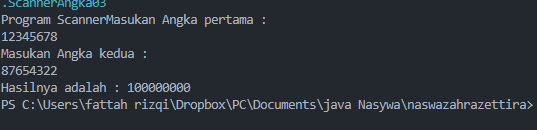 .ScannerAngka03
Program ScannerMasukan Angka pertama :
12345678
Masukan Angka kedua :
87654322
Hasilnya adalah : 100000000
PS C:\Users\fattah rizqi\Dropbox\PC\Documents\java Nasywa\naswazahrazettira>